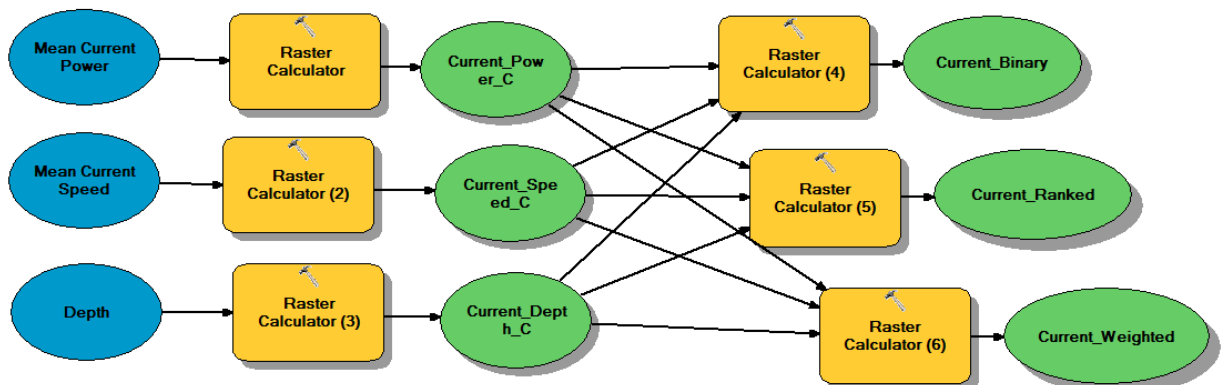 Mean Current
Power
Raster
Calculator
Current_Pow
er_C
Raster
Calculator (4)
Current_Binary
Mean Current
Speed
Raster
Calculator (2)
Current_Spe
ed_C
Raster
Calculator (5)
Current_Ranked
Depth
Raster
Calculator (3)
Current_Dept
h_C
Raster
Calculator (6)
Current_Weighted